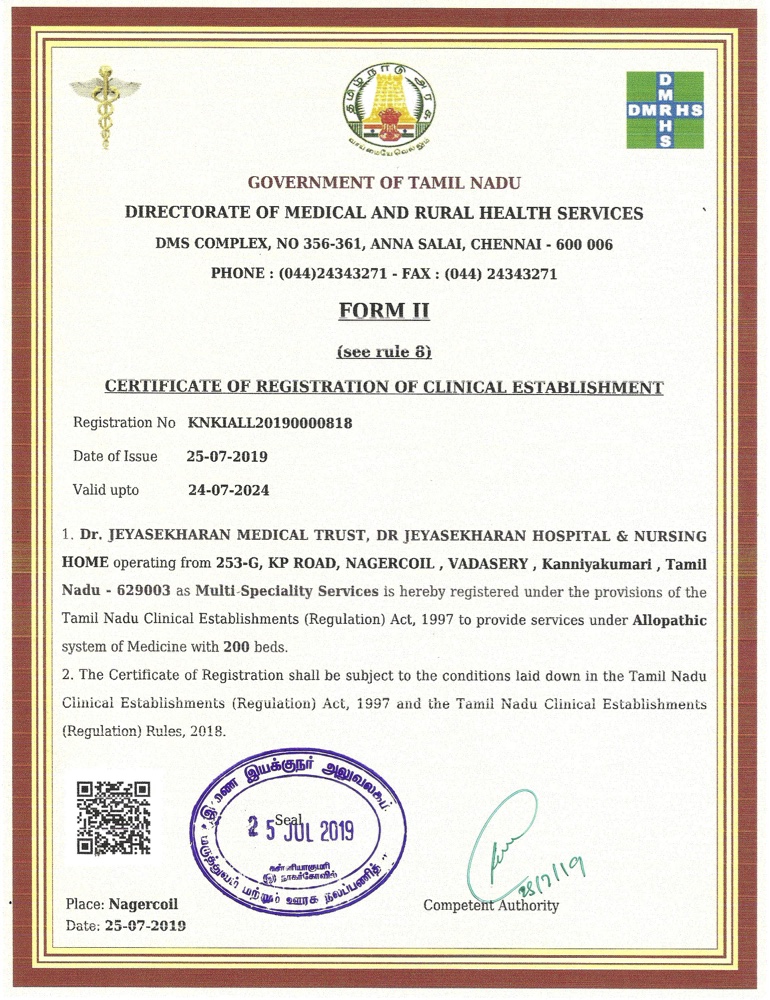 தமிழ்நாடு அரசு
வாய்மையே வெல்லும்
D
M
DMRHS
H
S
GOVERNMENT OF TAMIL NADU
DIRECTORATE OF MEDICAL AND RURAL HEALTH SERVICES
DMS COMPLEX, NO 356-361, ANNA SALAI, CHENNAI - 600 006
PHONE : (044)24343271 - FAX : (044) 24343271
FORM II
(see rule 8)
CERTIFICATE OF REGISTRATION OF CLINICAL ESTABLISHMENT
Registration No KNKIALL20190000818
Date of Issue 25-07-2019
Valid upto 24-07-2024
1. Dr. JEYASEKHARAN MEDICAL TRUST, DR JEYASEKHARAN HOSPITAL & NURSING
HOME operating from 253-G, KP ROAD, NAGERCOIL , VADASERY , Kanniyakumari , Tamil
Nadu - 629003 as Multi-Speciality Services is hereby registered under the provisions of the
Tamil Nadu Clinical Establishments (Regulation) Act, 1997 to provide services under Allopathic
system of Medicine with 200 beds.
2. The Certificate of Registration shall be subject to the conditions laid down in the Tamil Nadu
Clinical Establishments (Regulation) Act, 1997 and the Tamil Nadu Clinical Establishments
(Regulation) Rules, 2018.
இணை இயக்குநர் அலுவலகம்
Seal
25 JUL 2019
கன்னியாகுமரி
நாகர்கோவில்
மருத்துவம் மற்றும் ஊரக நலப்பணிகள்
Competent Authority
Place: Nagercoil
Date: 25-07-2019